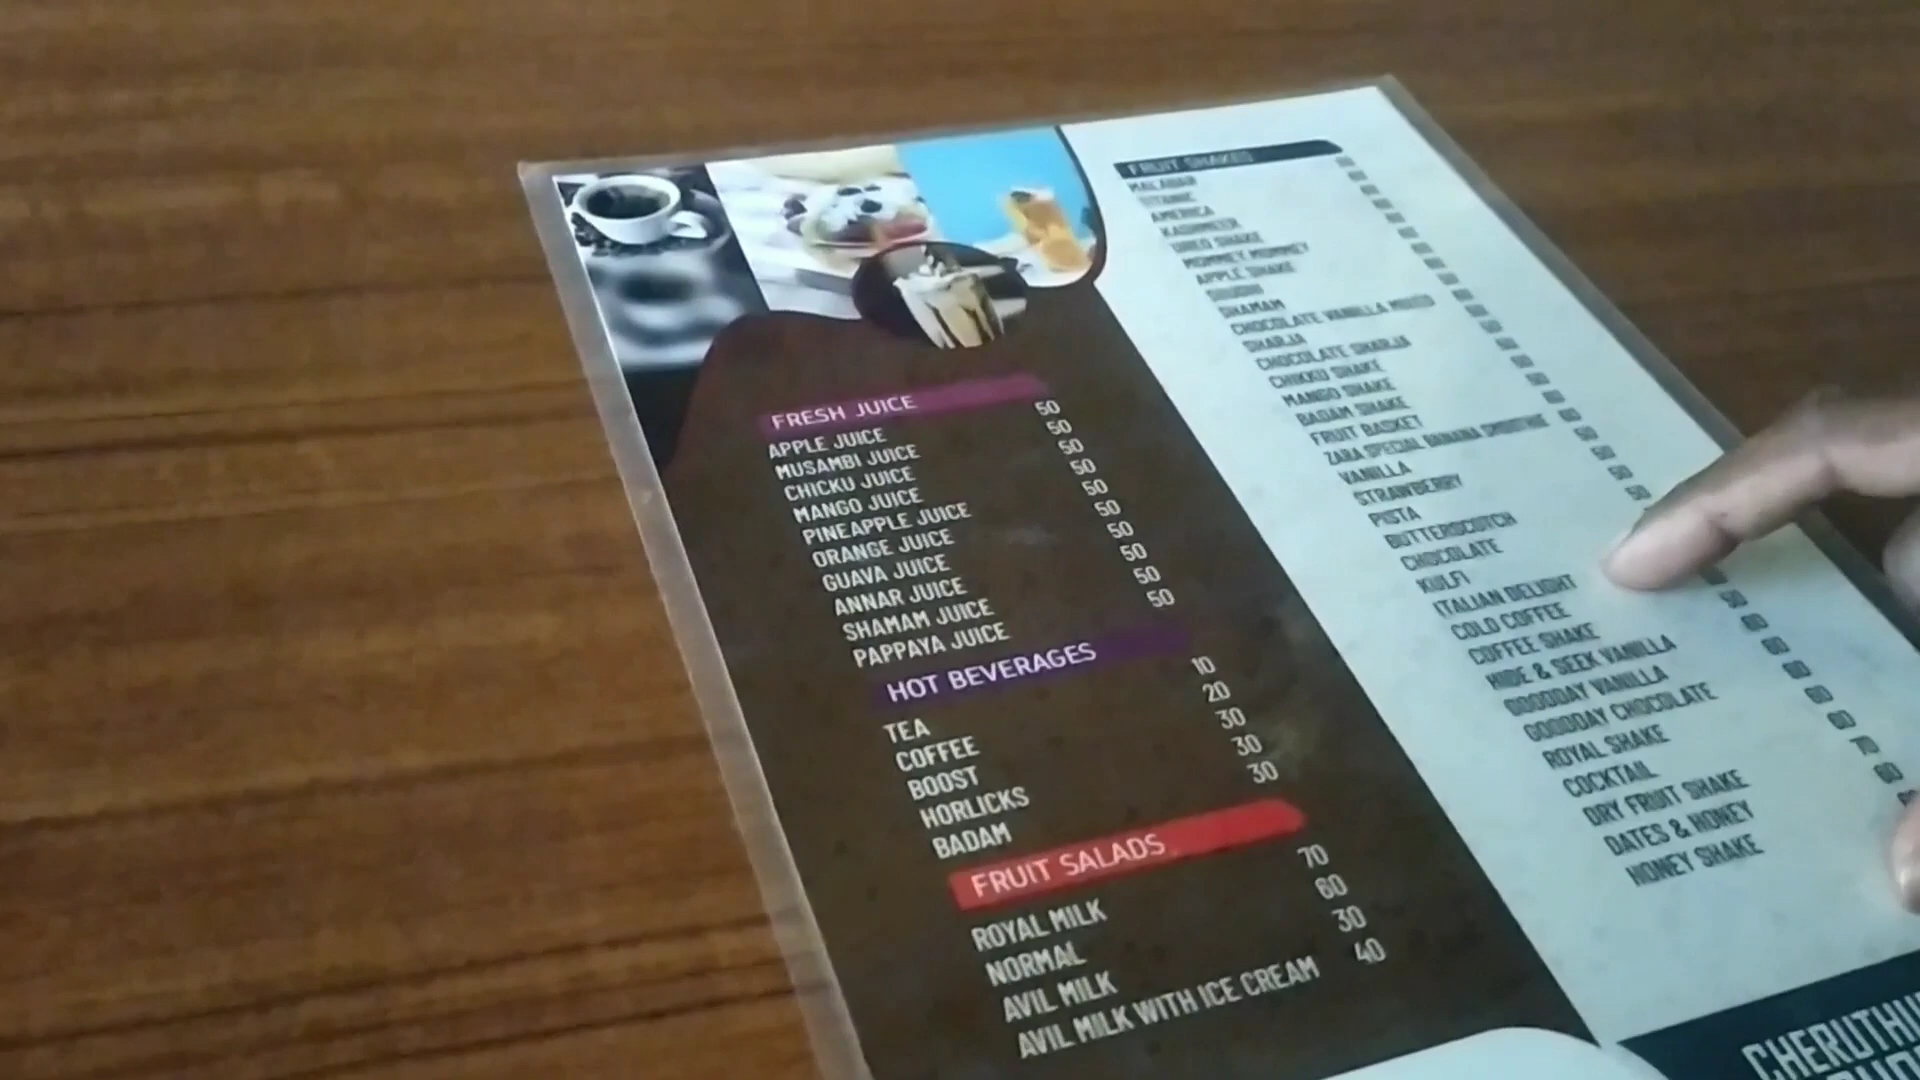 FRESH JUICE
APPLE JUICE 50
MUSAMBI JUICE 50
CHICKU JUICE 50
MANGO JUICE 50
PINEAPPLE JUICE 50
ORANGE JUICE 50
GUAVA JUICE 50
ANNAR JUICE 50
SHAMAM JUICE 50
PAPPAYA JUICE 50
HOT BEVERAGES
TEA 10
COFFEE 20
BOOST 30
HORLICKS 30
BADAM 30
FRUIT SALADS
ROYAL MILK 70
NORMAL 60
AVIL MILK 30
AVIL MILK WITH ICE CREAM 40
FRUIT SHAKES
MALABAR
TITANIC
AMERICA
KASHMEER
OREO SHAKE
MUMMEY MUMMEY
APPLE SHAKE
SHAMAM
CHOCOLATE VANILLA MIXED
SHARJA
CHOCOLATE SHARJA
CHIKKU SHAKE
MANGO SHAKE
BADAM SHAKE
FRUIT BASKET
ZARA SPECIAL BANANA SMOOTHIE
VANILLA
STRAWBERRY
PISTA
BUTTERSCOTCH
CHOCOLATE
KULFI
ITALIAN DELIGHT
COLD COFFEE
COFFEE SHAKE
HIDE & SEEK VANILLA
GOODDAY VANILLA
GOODDAY CHOCOLATE
ROYAL SHAKE
COCKTAIL
DRY FRUIT SHAKE
DATES & HONEY
HONEY SHAKE